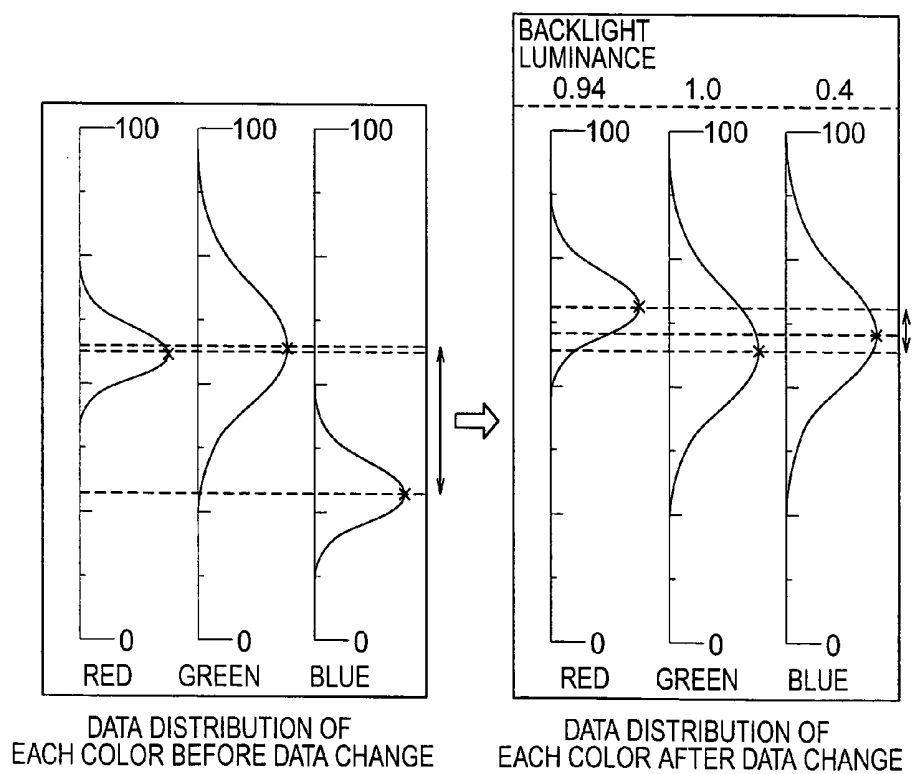 100 100 100
0 0 0
RED GREEN BLUE
DATA DISTRIBUTION OF
EACH COLOR BEFORE DATA CHANGE
BACKLIGHT
LUMINANCE
0.94 1.0 0.4
100 100 100
0 0 0
RED GREEN BLUE
DATA DISTRIBUTION OF
EACH COLOR AFTER DATA CHANGE